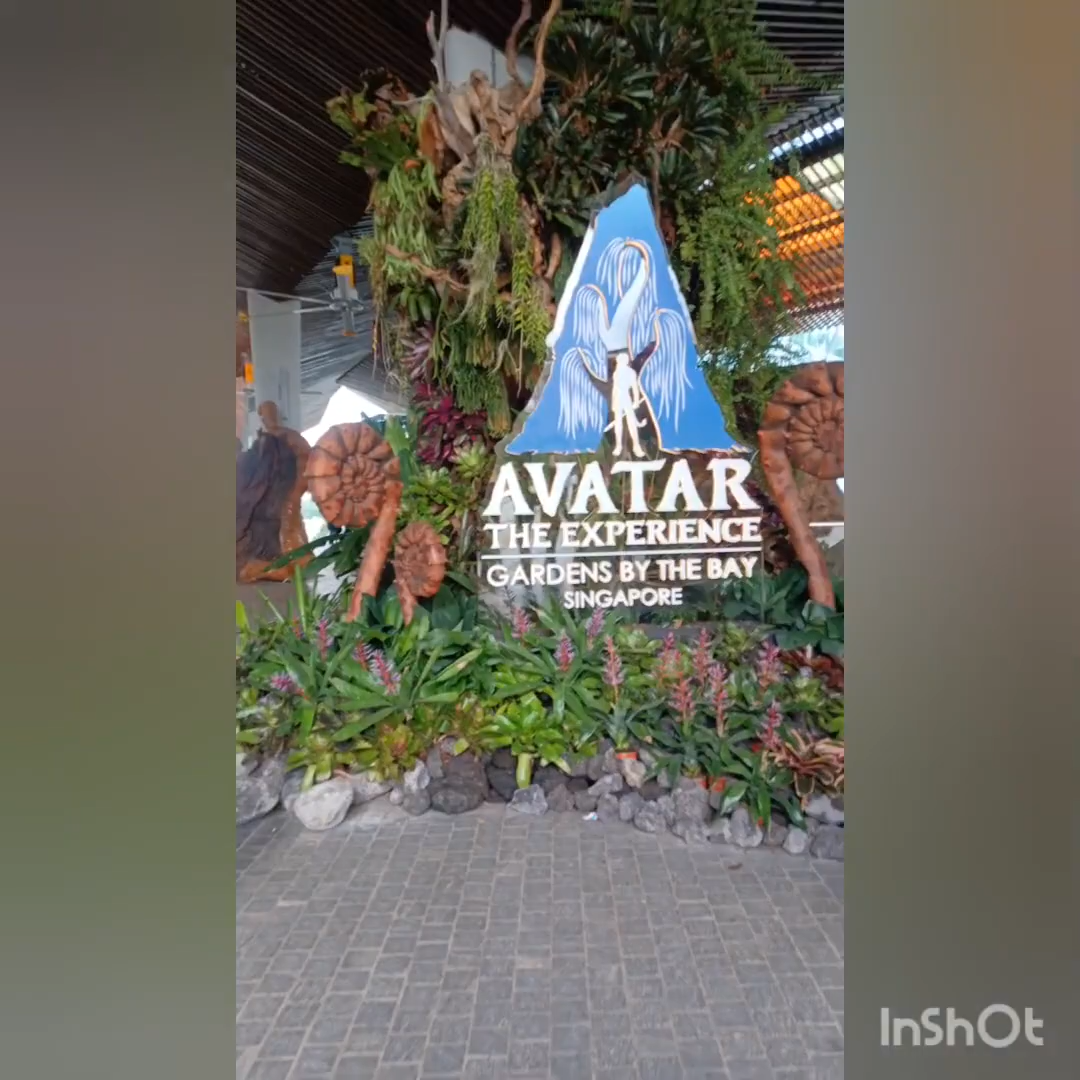 AVATAR
THE EXPERIENCE
GARDENS BY THE BAY
SINGAPORE
InShOt